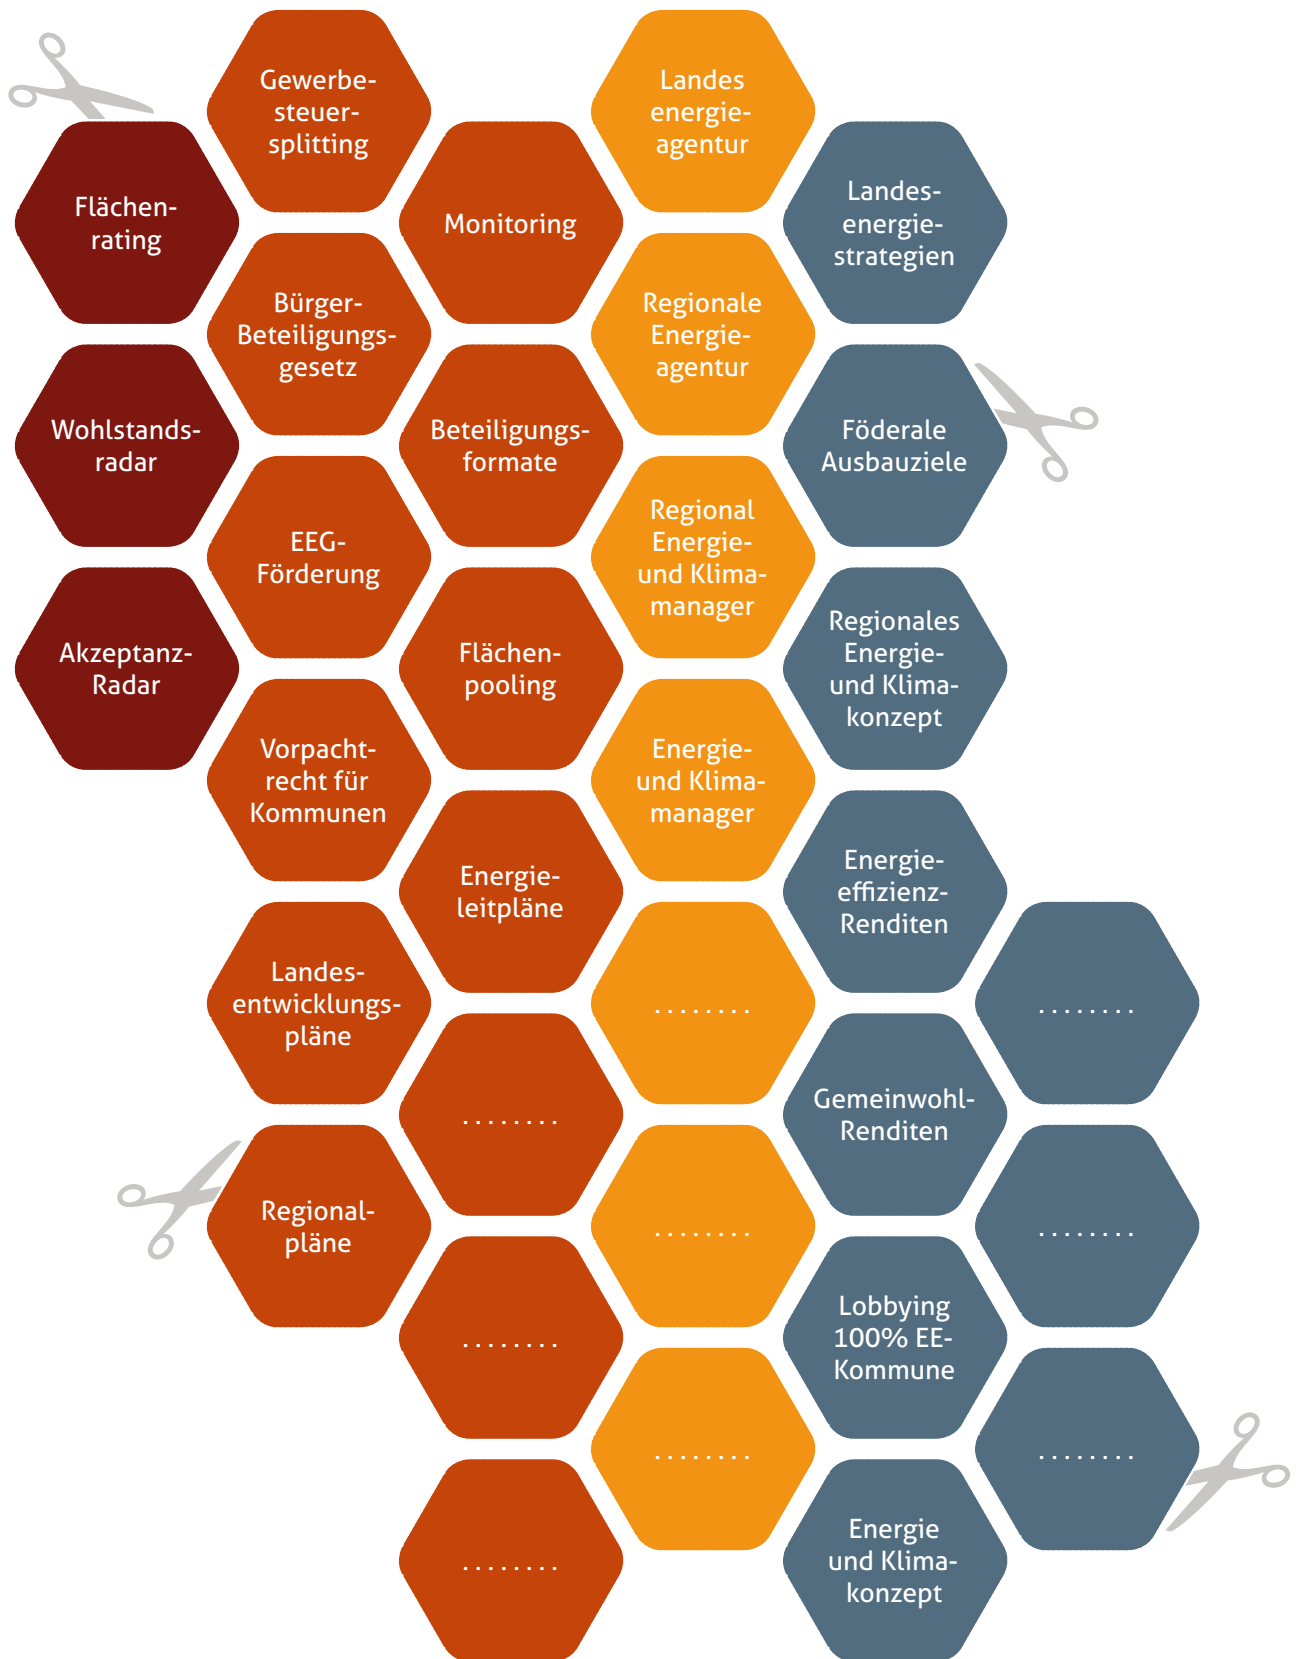 Gewerbe-
steuer-
splitting
Landes
energie-
agentur
Flächen-
rating
Monitoring
Landes-
energie-
strategien
Bürger-
Beteiligungs-
gesetz
Regionale
Energie-
agentur
Wohlstands-
radar
Beteiligungs-
formate
Föderale
Ausbauziele
EEG-
Förderung
Regional
Energie-
und Klima-
manager
Akzeptanz-
Radar
Flächen-
pooling
Regionales
Energie-
und Klima-
konzept
Vorpacht-
recht für
Kommunen
Energie-
und Klima-
manager
Energie-
leitpläne
Energie-
effizienz-
Renditen
Landes-
entwicklungs-
pläne
. . . . . . . .
. . . . . . . .
. . . . . . . .
Gemeinwohl-
Renditen
Regional-
pläne
. . . . . . . .
. . . . . . . .
. . . . . . . .
Lobbying
100% EE-
Kommune
. . . . . . . .
. . . . . . . .
. . . . . . . .
Energie
und Klima-
konzept